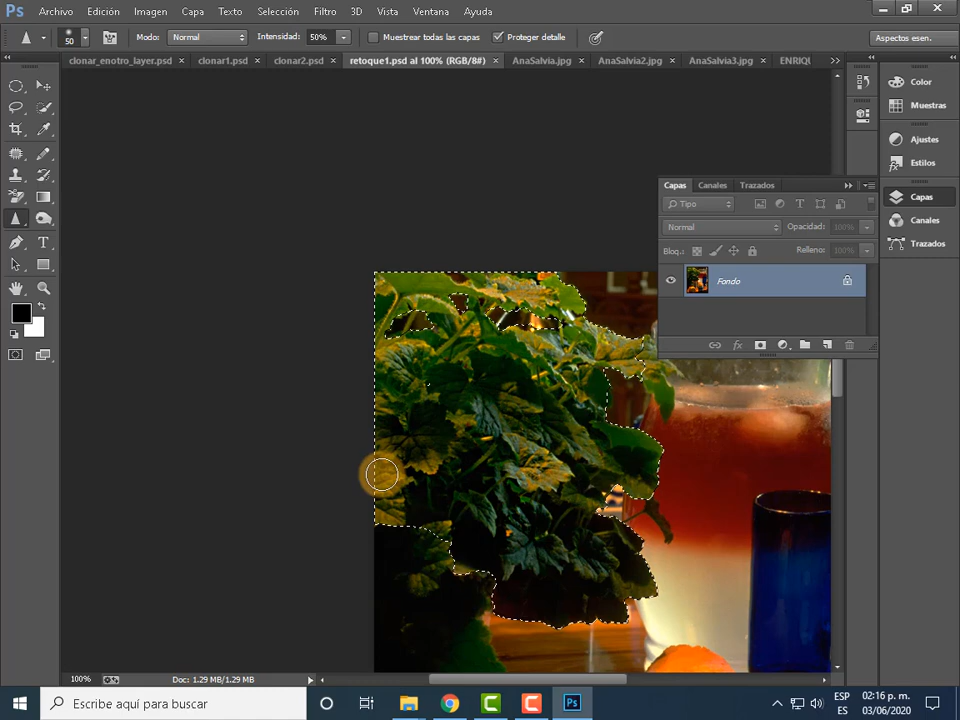 Ps Archivo Edición Imagen Capa Texto Selección Filtro 3D Vista Ventana Ayuda
50 Modo: Normal Intensidad: 50% Muestrear todas las capas Proteger detalle Aspectos esen.
clonar_enotro_layer.psd × clonar1.psd × clonar2.psd × retoque1.psd al 100% (RGB/8#) × AnaSalvia.jpg × AnaSalvia2.jpg × AnaSalvia3.jpg × ENRIQU
Color
Muestras
Ajustes
Estilos
Capas
Canales
Trazados
Capas Canales Trazados
Tipo
Normal Opacidad: 100%
Bloq.: Relleno: 100%
Fondo
fx
T
100% Doc: 1.29 MB/1.29 MB
Escribe aquí para buscar
Ps
ESP 02:16 p. m.
ES 03/06/2020